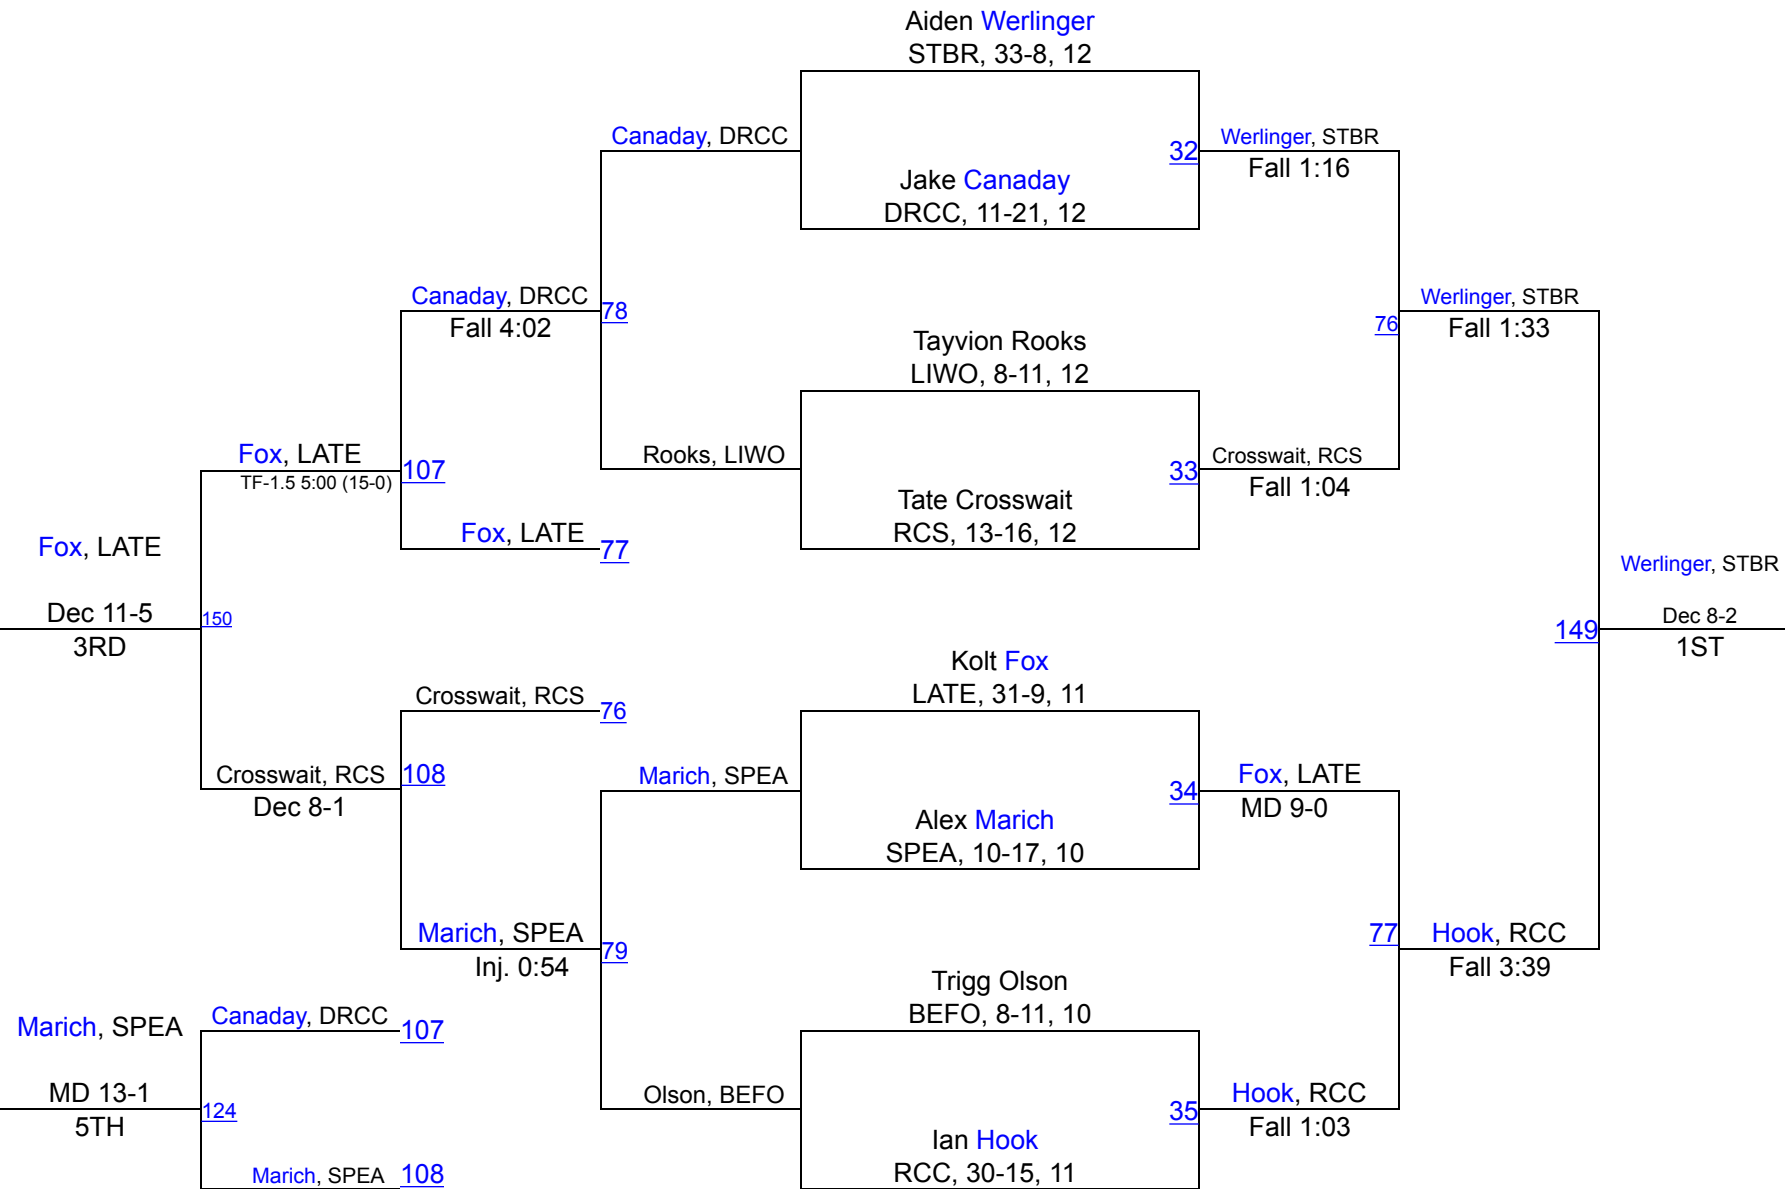 Aiden Werlinger
STBR, 33-8, 12
Canaday, DRCC
32
Werlinger, STBR
Fall 1:16
Jake Canaday
DRCC, 11-21, 12
Canaday, DRCC
Fall 4:02
78
Werlinger, STBR
Fall 1:33
76
Tayvion Rooks
LIWO, 8-11, 12
Fox, LATE
TF-1.5 5:00 (15-0)
107
Rooks, LIWO
33
Crosswait, RCS
Fall 1:04
Tate Crosswait
RCS, 13-16, 12
Fox, LATE
77
Fox, LATE
Dec 11-5
3RD
150
Werlinger, STBR
Dec 8-2
1ST
149
Kolt Fox
LATE, 31-9, 11
Crosswait, RCS
76
Crosswait, RCS
Dec 8-1
108
Marich, SPEA
34
Fox, LATE
MD 9-0
Alex Marich
SPEA, 10-17, 10
Marich, SPEA
Inj. 0:54
79
77
Hook, RCC
Fall 3:39
Trigg Olson
BEFO, 8-11, 10
Marich, SPEA
MD 13-1
5TH
Canaday, DRCC
107
124
Olson, BEFO
35
Hook, RCC
Fall 1:03
Ian Hook
RCC, 30-15, 11
Marich, SPEA
108